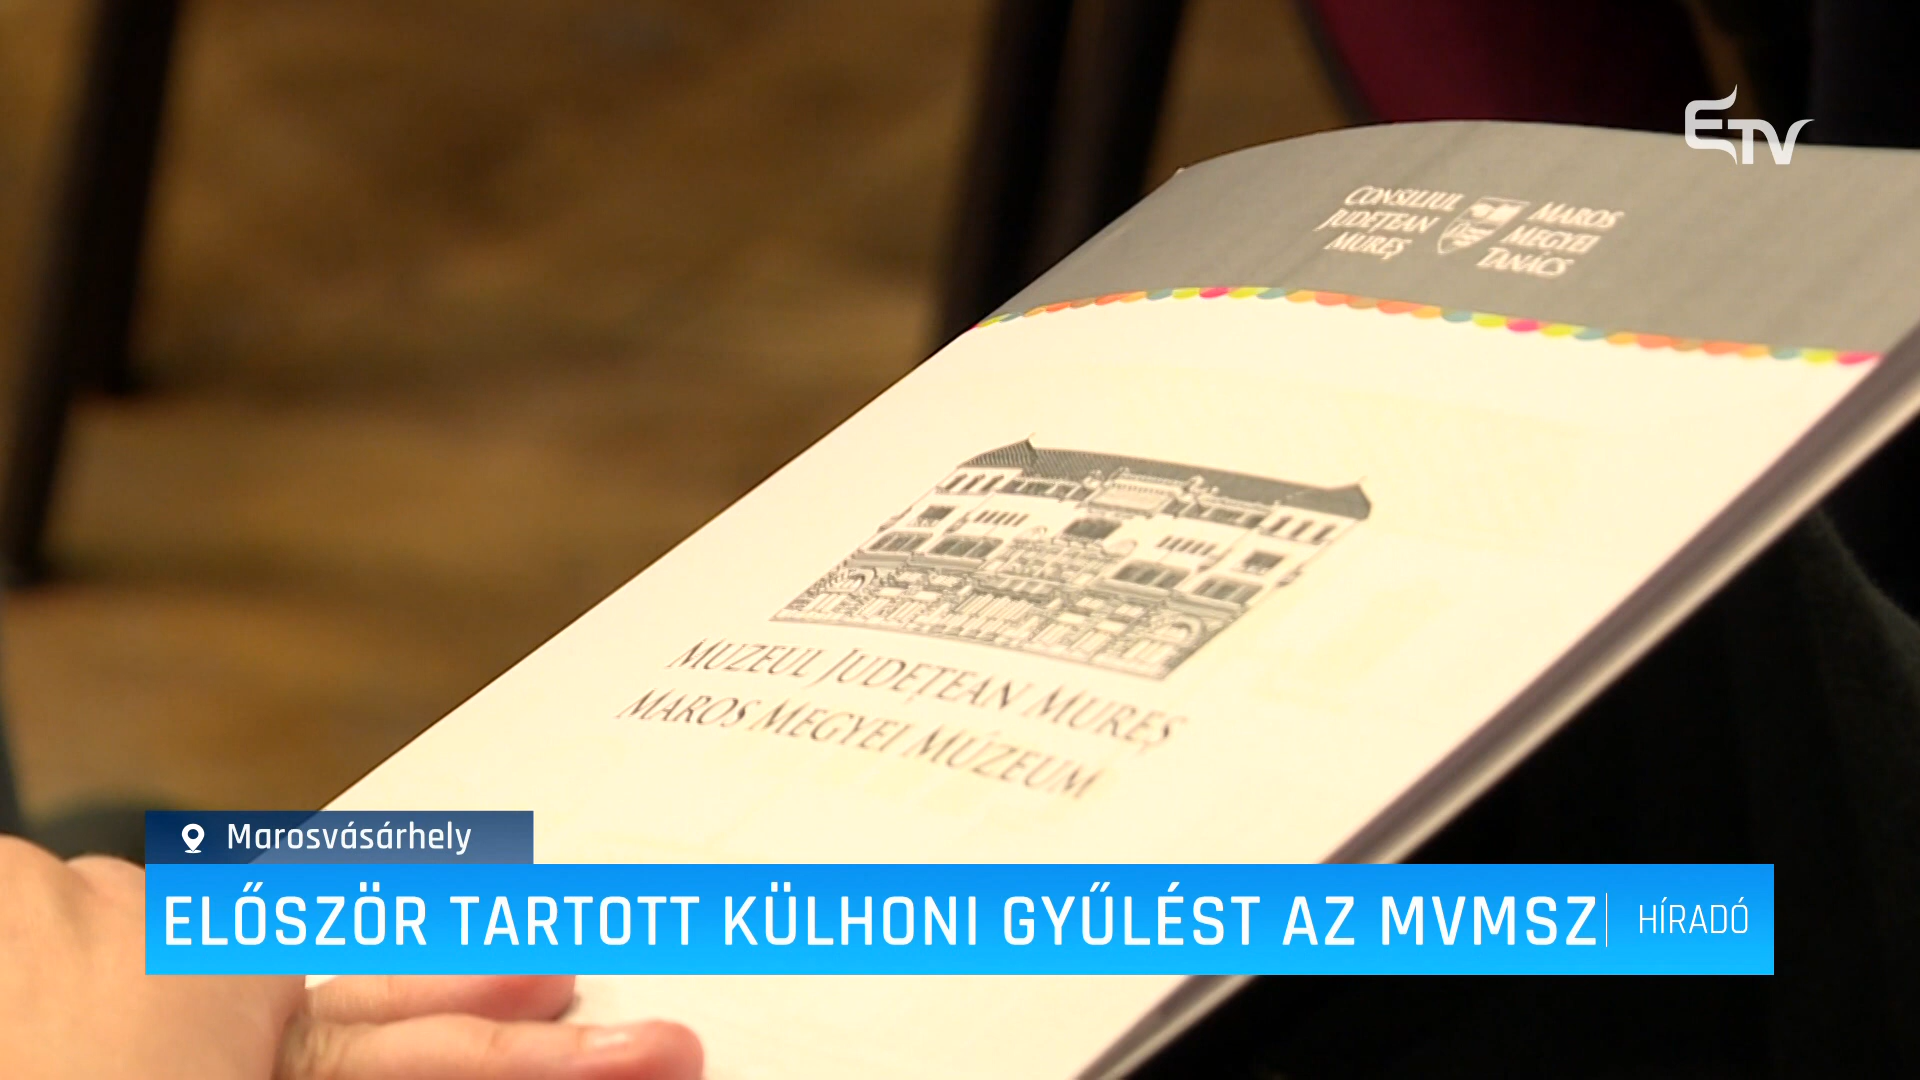 ETV
CONSILIUL
JUDEȚEAN
MUREȘ
MAROS
MEGYEI
TANÁCS
MUZEUL JUDEȚEAN MUREȘ
MAROS MEGYEI MÚZEUM
Marosvásárhely
ELŐSZÖR TARTOTT KÜLHONI GYŰLÉST AZ MVMSZ
HÍRADÓ